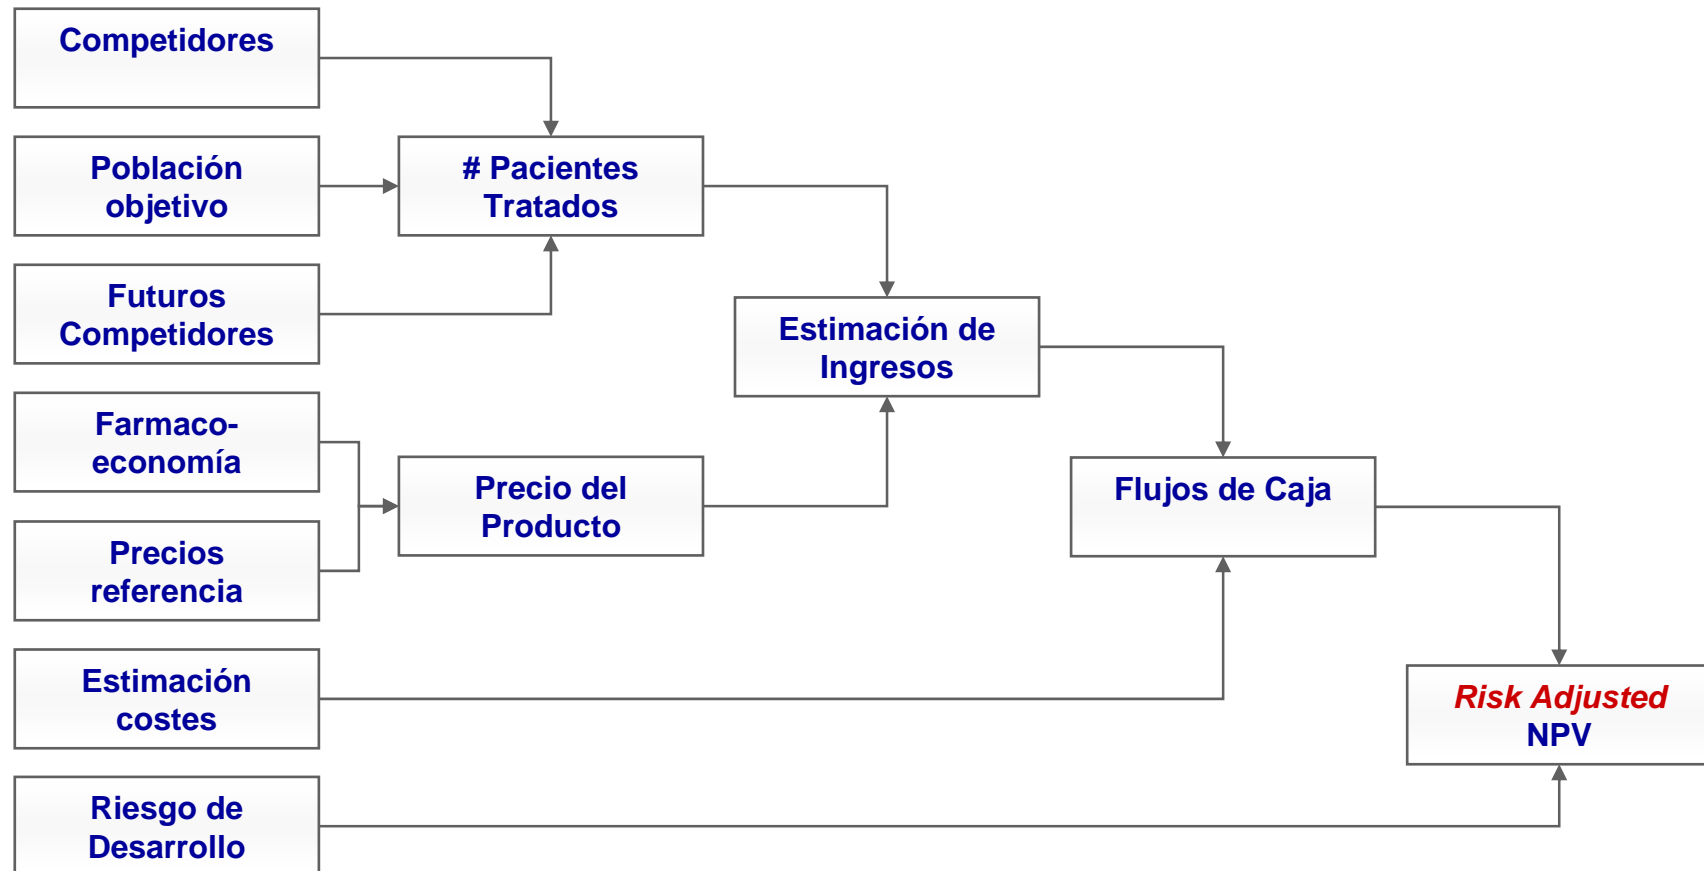 Competidores
Población
objetivo
# Pacientes
Tratados
Futuros
Competidores
Estimación de
Ingresos
Farmaco-
economía
Precio del
Producto
Flujos de Caja
Precios
referencia
Estimación
costes
Risk Adjusted
NPV
Riesgo de
Desarrollo